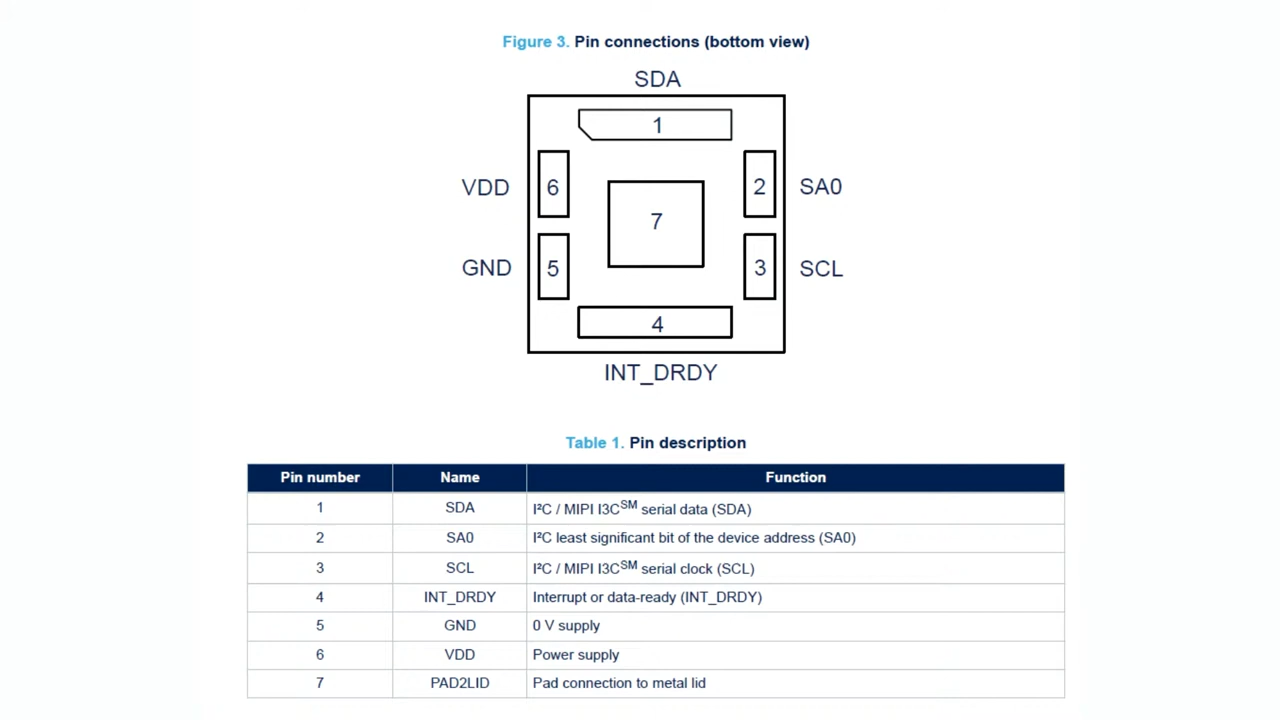 Figure 3. Pin connections (bottom view)
SDA
1
VDD 6 2 SA0
7
GND 5 3 SCL
4
INT_DRDY
Table 1. Pin description
Pin number Name Function
1 SDA I²C / MIPI I3Cˢᴹ serial data (SDA)
2 SA0 I²C least significant bit of the device address (SA0)
3 SCL I²C / MIPI I3Cˢᴹ serial clock (SCL)
4 INT_DRDY Interrupt or data-ready (INT_DRDY)
5 GND 0 V supply
6 VDD Power supply
7 PAD2LID Pad connection to metal lid